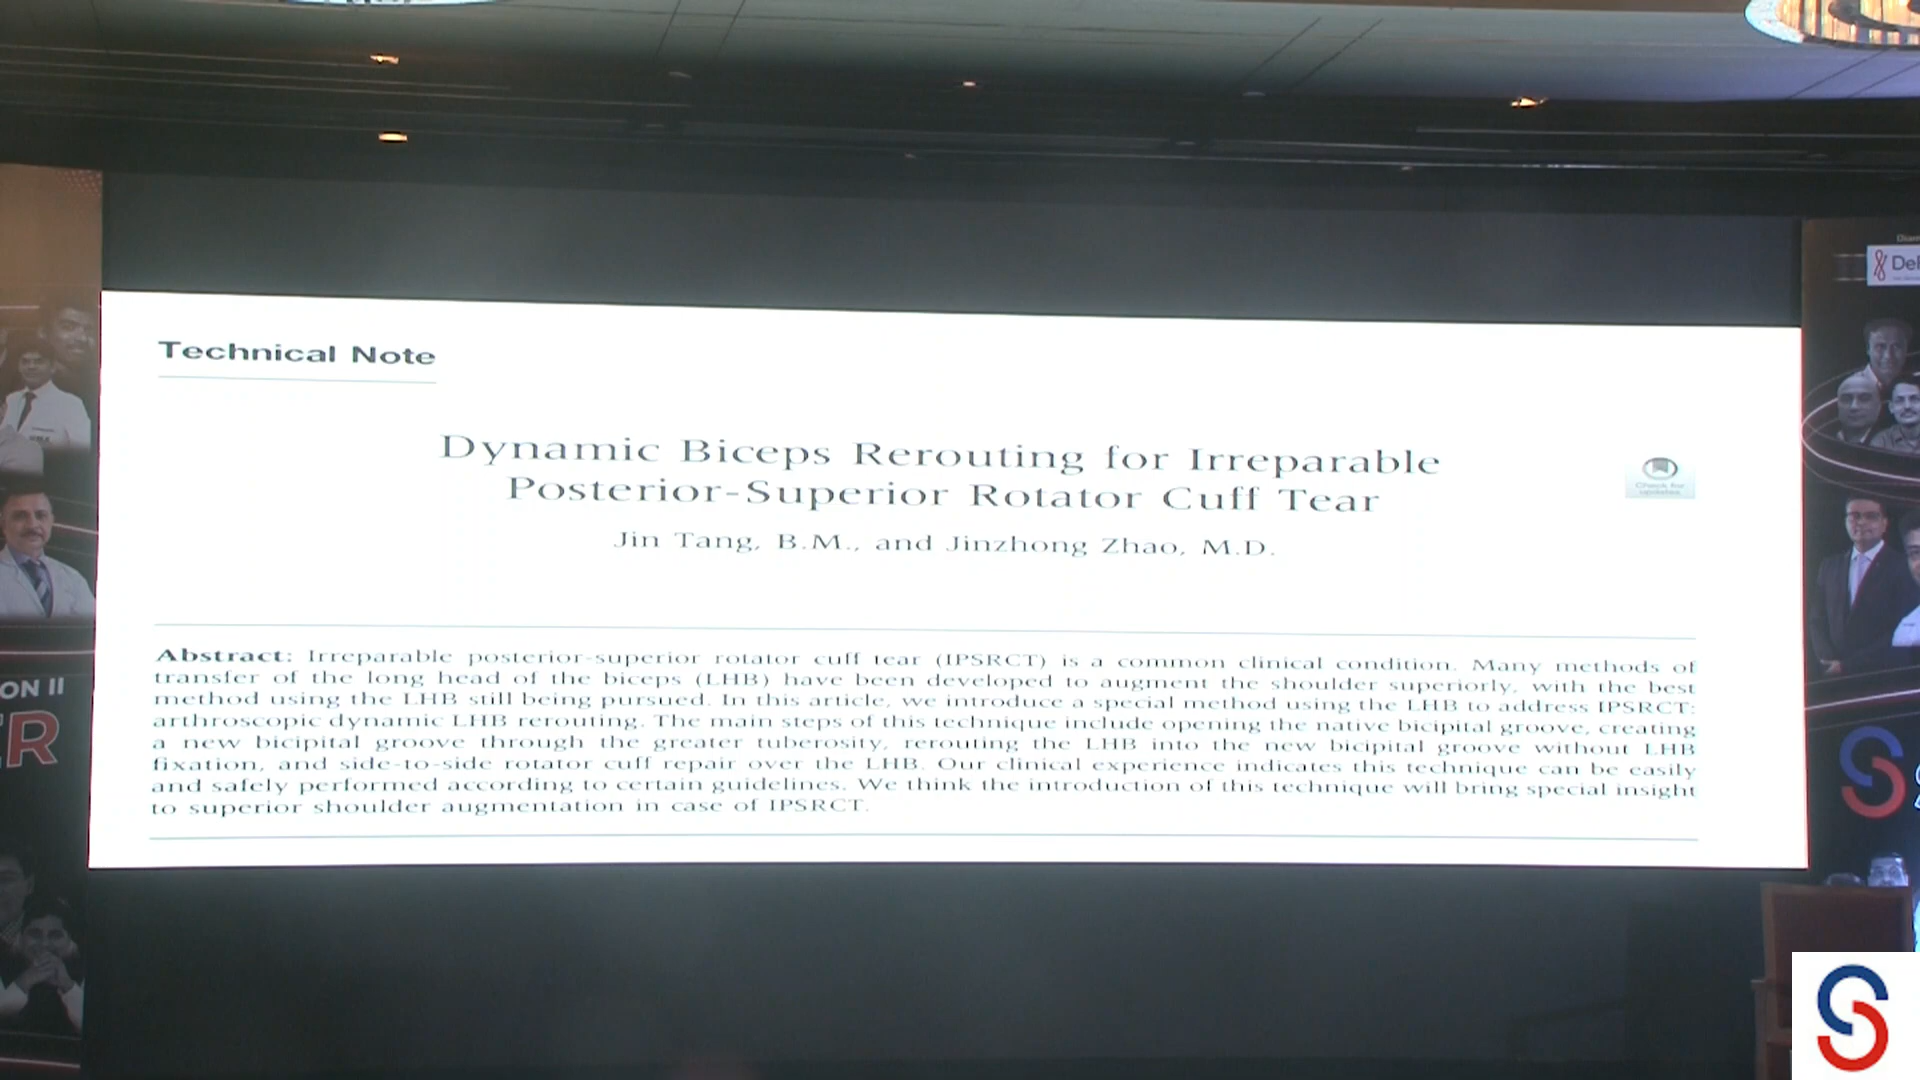 Technical Note
Dynamic Biceps Rerouting for Irreparable
Posterior-Superior Rotator Cuff Tear
Check for
updates
Jin Tang, B.M., and Jinzhong Zhao, M.D.
Abstract: Irreparable posterior-superior rotator cuff tear (IPSRCT) is a common clinical condition. Many methods of
transfer of the long head of the biceps (LHB) have been developed to augment the shoulder superiorly, with the best
method using the LHB still being pursued. In this article, we introduce a special method using the LHB to address IPSRCT:
arthroscopic dynamic LHB rerouting. The main steps of this technique include opening the native bicipital groove, creating
a new bicipital groove through the greater tuberosity, rerouting the LHB into the new bicipital groove without LHB
fixation, and side-to-side rotator cuff repair over the LHB. Our clinical experience indicates this technique can be easily
and safely performed according to certain guidelines. We think the introduction of this technique will bring special insight
to superior shoulder augmentation in case of IPSRCT.
ON II
ER